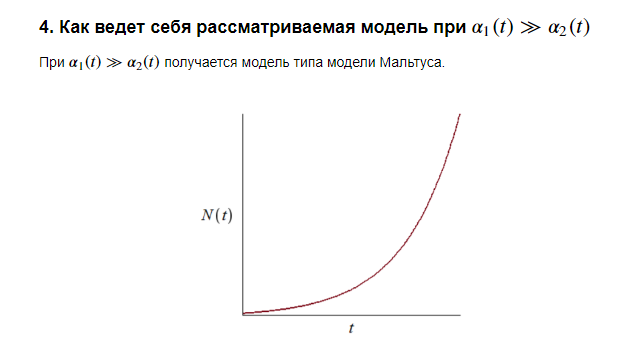 4. Как ведет себя рассматриваемая модель при α₁(t) ≫ α₂(t)
При α₁(t) ≫ α₂(t) получается модель типа модели Мальтуса.
N(t)
t